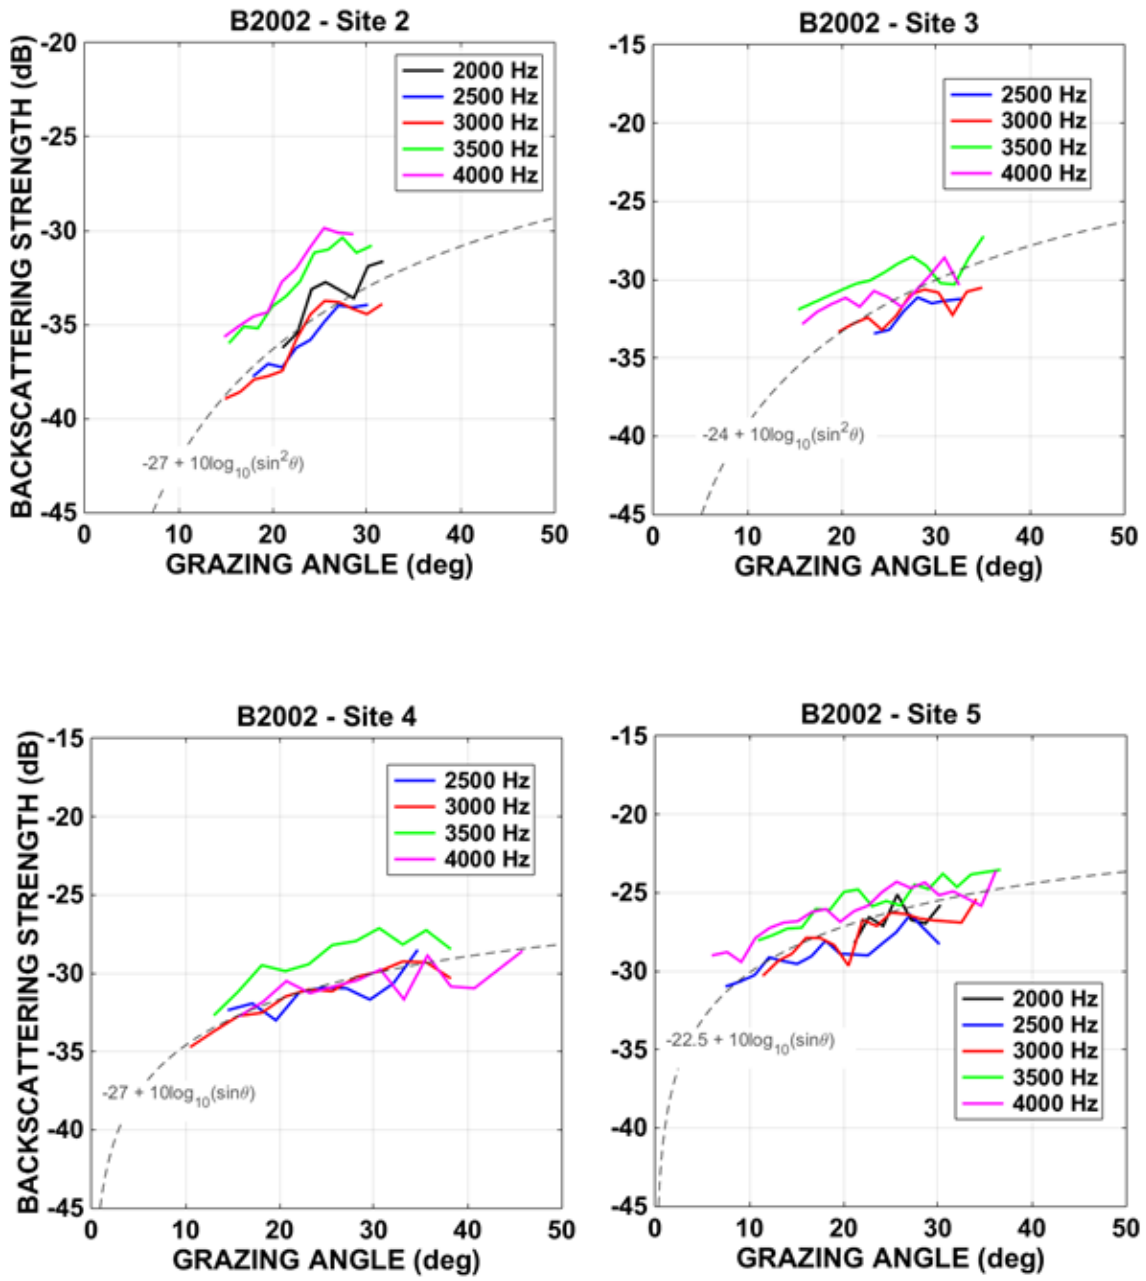 B2002 - Site 2
BACKSCATTERING STRENGTH (dB)
-20
-25
-30
-35
-40
-45
2000 Hz
2500 Hz
3000 Hz
3500 Hz
4000 Hz
-27 + 10log10(sin2θ)
0 10 20 30 40 50
GRAZING ANGLE (deg)
B2002 - Site 3
-15
-20
-25
-30
-33
-40
-45
2500 Hz
3000 Hz
3500 Hz
4000 Hz
-24 + 10log10(sin2θ)
0 10 20 30 40 50
GRAZING ANGLE (deg)
B2002 - Site 4
BACKSCATTERING STRENGTH (dB)
-15
-20
-25
-30
-35
-40
-45
2500 Hz
3000 Hz
3500 Hz
4000 Hz
-27 + 10log10(sinθ)
0 10 20 30 40 50
GRAZING ANGLE (deg)
B2002 - Site 5
-15
-20
-25
-30
-35
-40
-45
2000 Hz
2500 Hz
3000 Hz
3500 Hz
4000 Hz
-22.5 + 10log10(sinθ)
0 10 20 30 40 50
GRAZING ANGLE (deg)